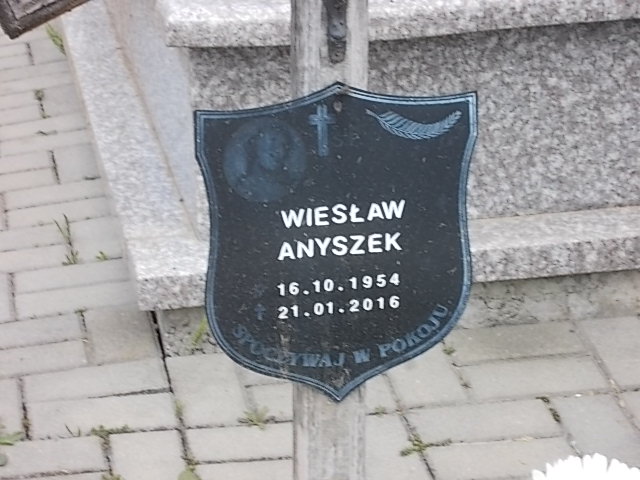 WIESŁAW
ANYSZEK
16.10.1954
21.01.2016
SPOCZYWAJ W POKOJU